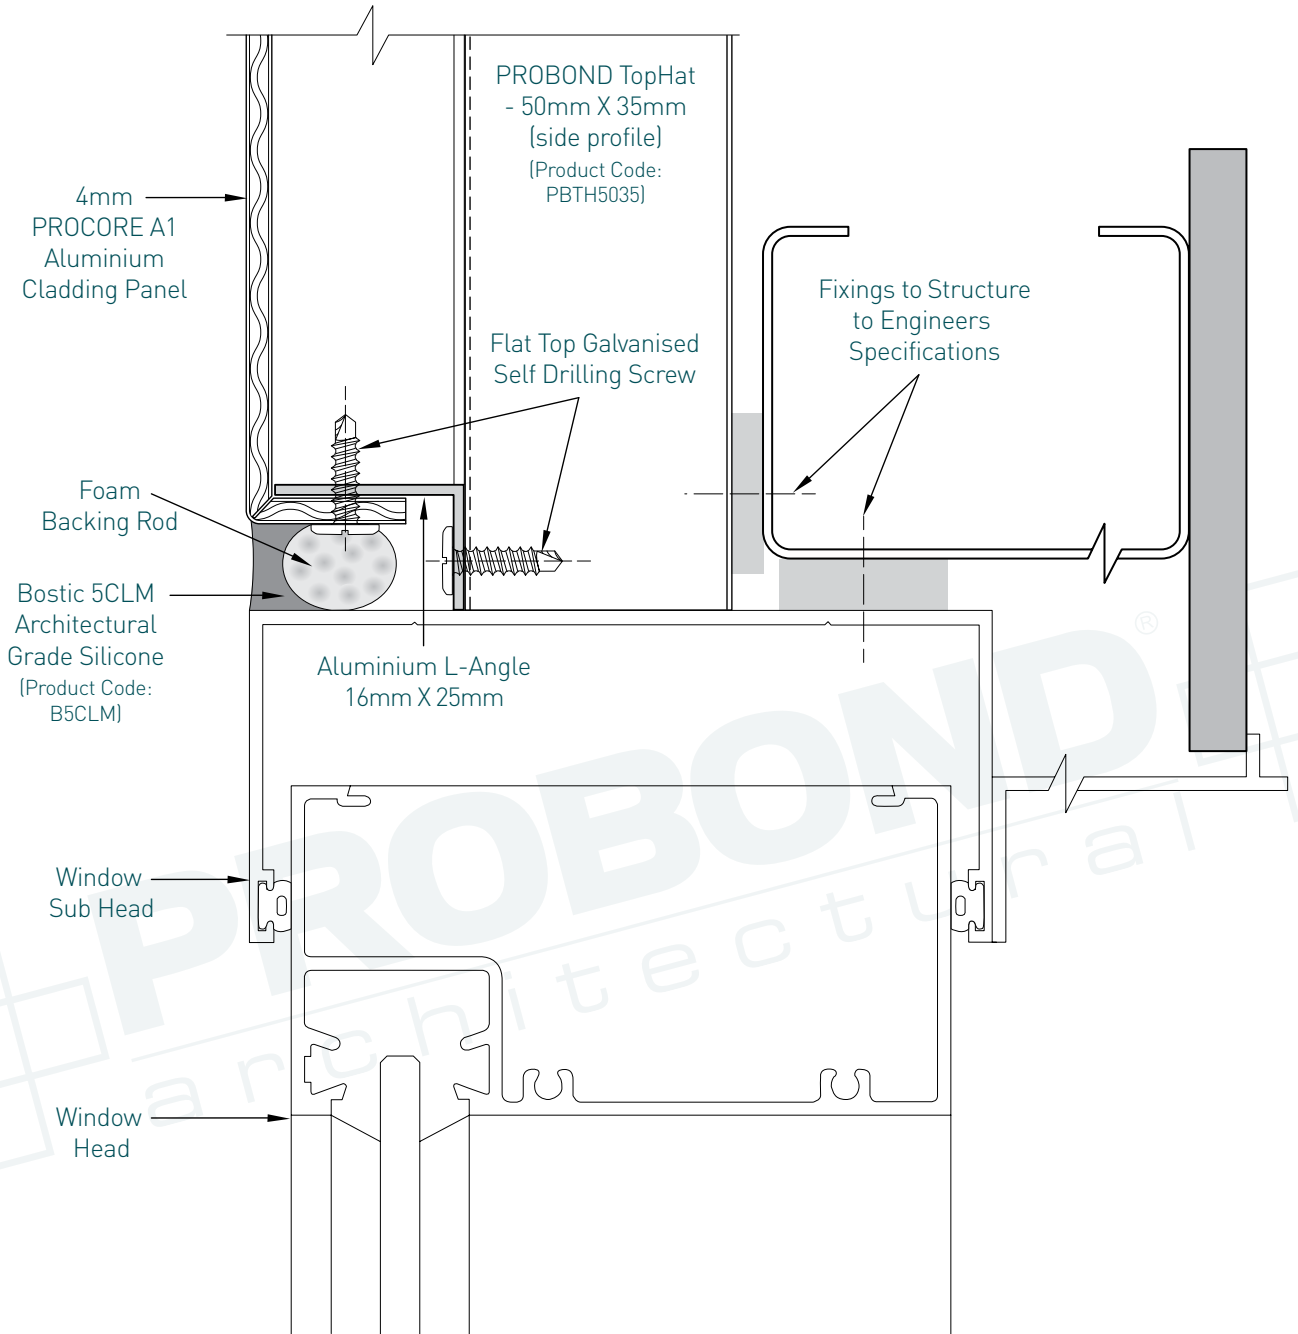 PROBOND TopHat
- 50mm X 35mm
(side profile)
(Product Code:
PBTH5035)
4mm
PROCORE A1
Aluminium
Cladding Panel
Fixings to Structure
to Engineers
Specifications
Flat Top Galvanised
Self Drilling Screw
Foam
Backing Rod
Bostic 5CLM
Architectural
Grade Silicone
(Product Code:
B5CLM)
Aluminium L-Angle
16mm X 25mm
Window
Sub Head
Window
Head
PROBOND®
architectural